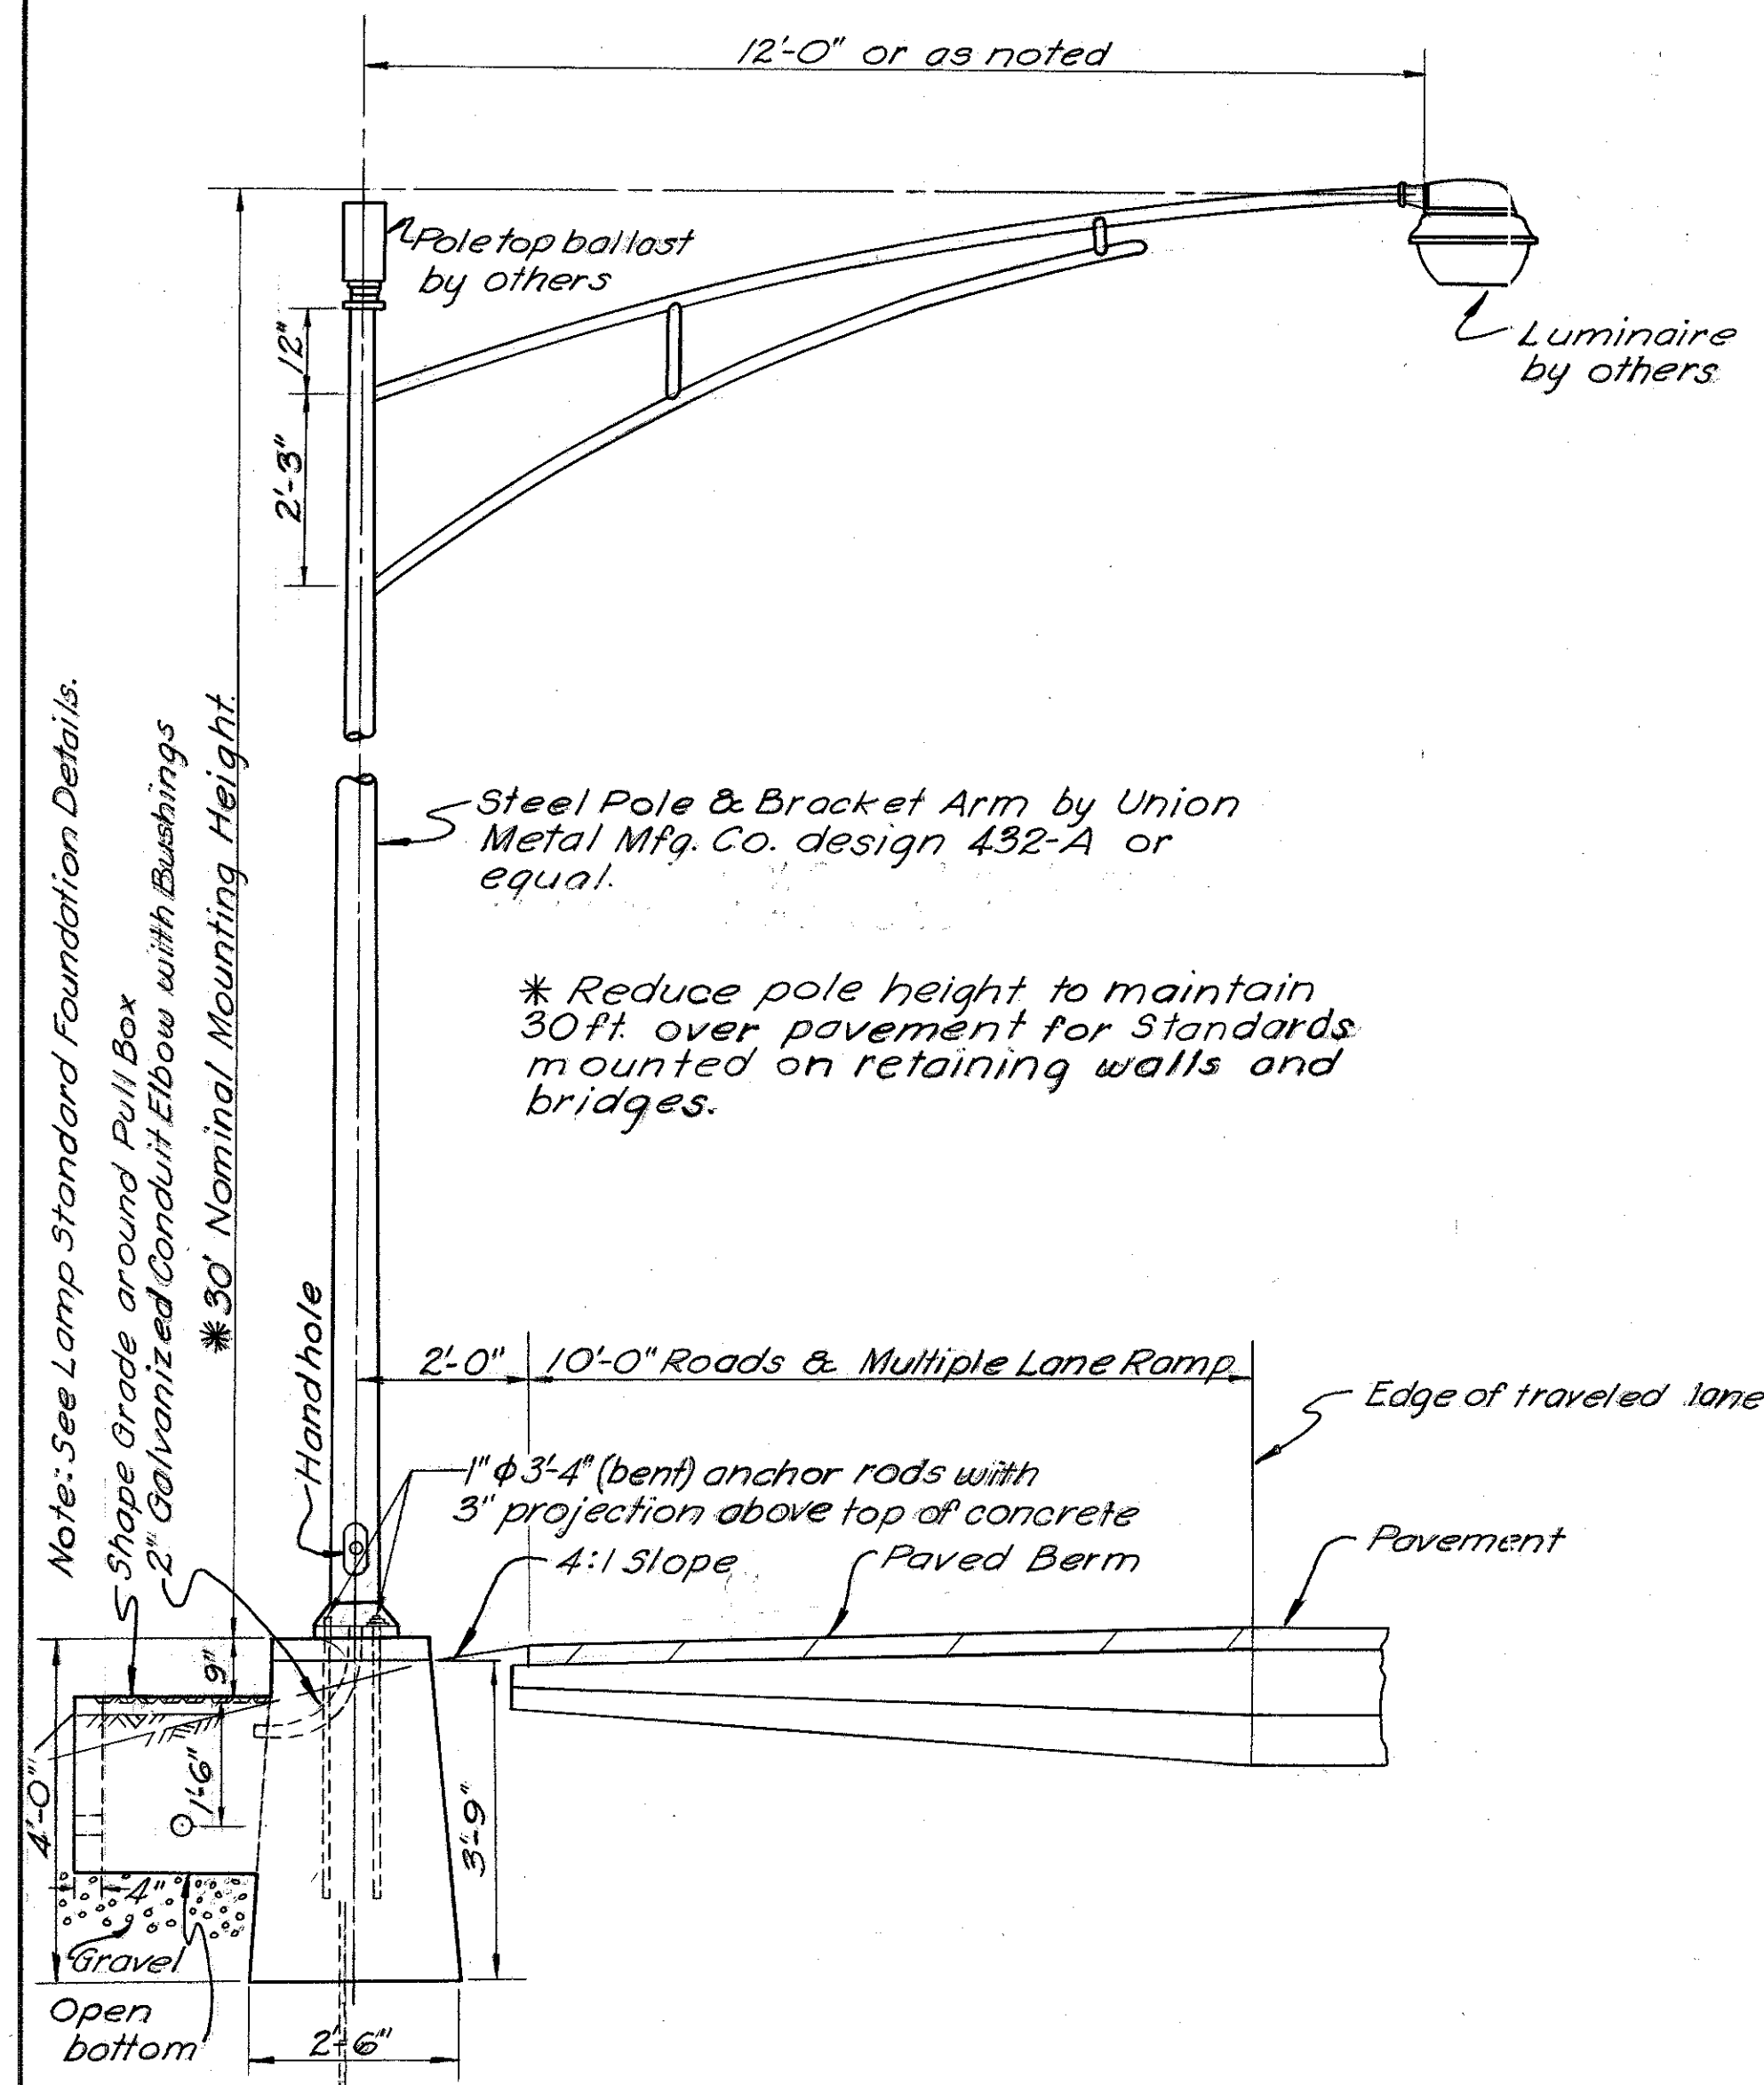 12'-0" or as noted
Pole top ballast
by others
12"
2'-3"
Luminaire
by others
Steel Pole & Bracket Arm by Union
Metal Mfg. Co. design 432-A or
equal.
* Reduce pole height to maintain
30ft. over pavement for Standards
mounted on retaining walls and
bridges.
Note: See Lamp Standard Foundation Details.
Shape Grade around Pull Box
2" Galvanized Conduit Elbow with Bushings
* 30' Nominal Mounting Height.
Handhole
2'-0"
10'-0" Roads & Multiple Lane Ramp
Edge of traveled lane
1" ϕ 3'-4" (bent) anchor rods with
3" projection above top of concrete
4:1 Slope
Paved Berm
Pavement
9"
1'-6"
4'-0"
3'-9"
4"
Gravel
Open
bottom
2'-6"